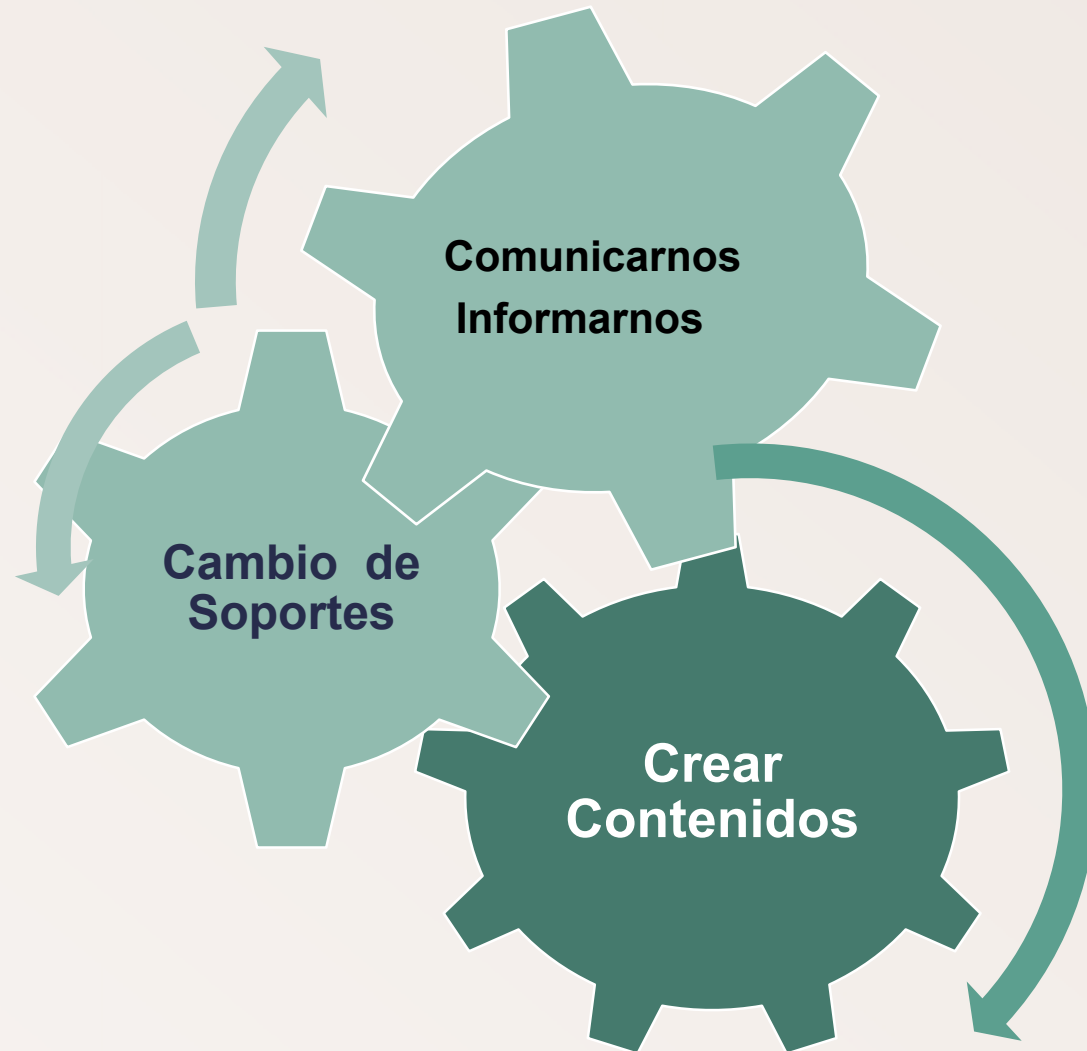 Comunicarnos
Informarnos
Cambio de
Soportes
Crear
Contenidos